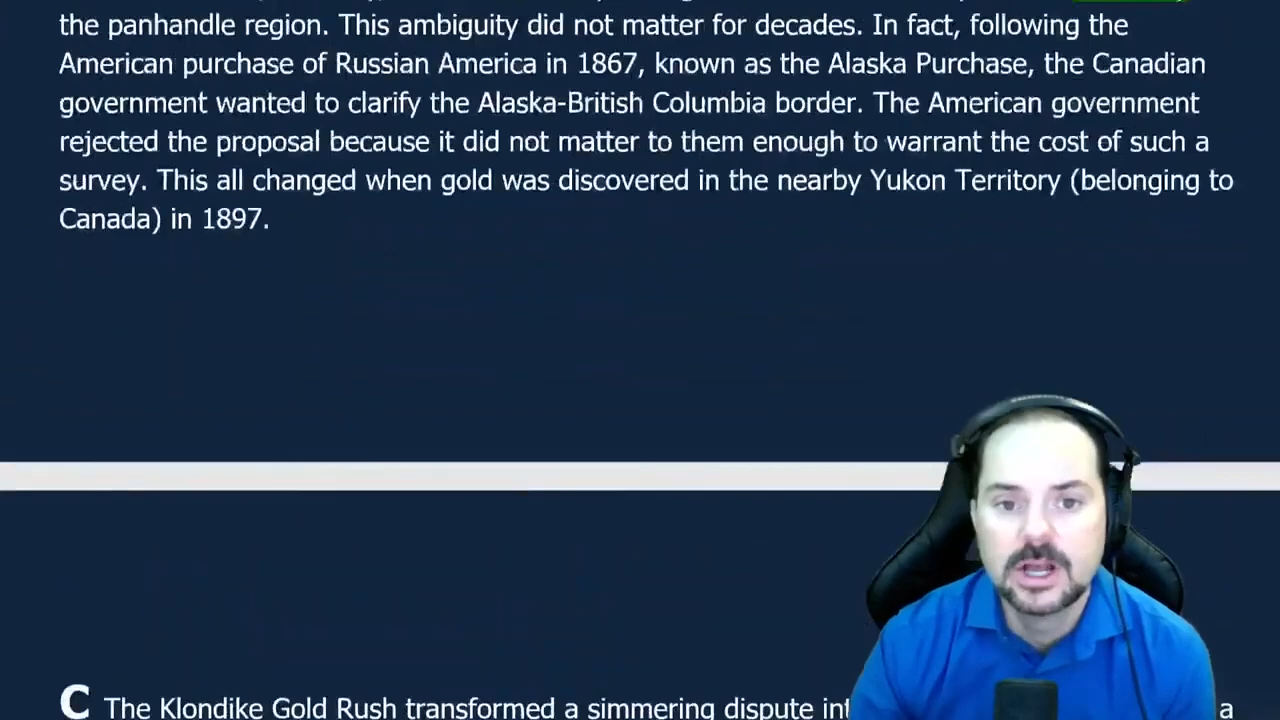 the panhandle region. This ambiguity did not matter for decades. In fact, following the
American purchase of Russian America in 1867, known as the Alaska Purchase, the Canadian
government wanted to clarify the Alaska-British Columbia border. The American government
rejected the proposal because it did not matter to them enough to warrant the cost of such a
survey. This all changed when gold was discovered in the nearby Yukon Territory (belonging to
Canada) in 1897.
C The Klondike Gold Rush transformed a simmering dispute a